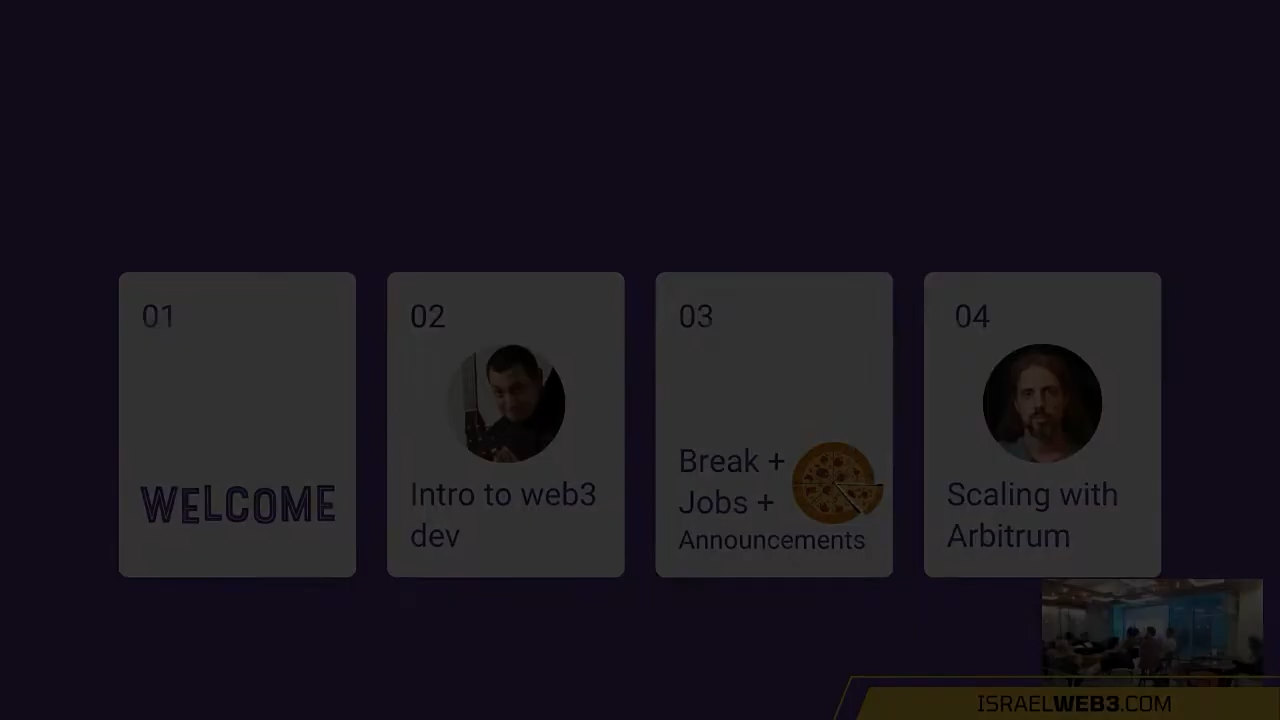 01
WELCOME
02
Intro to web3
dev
03
Break +
Jobs +
Announcements
04
Scaling with
Arbitrum
ISRAELWEB3.COM